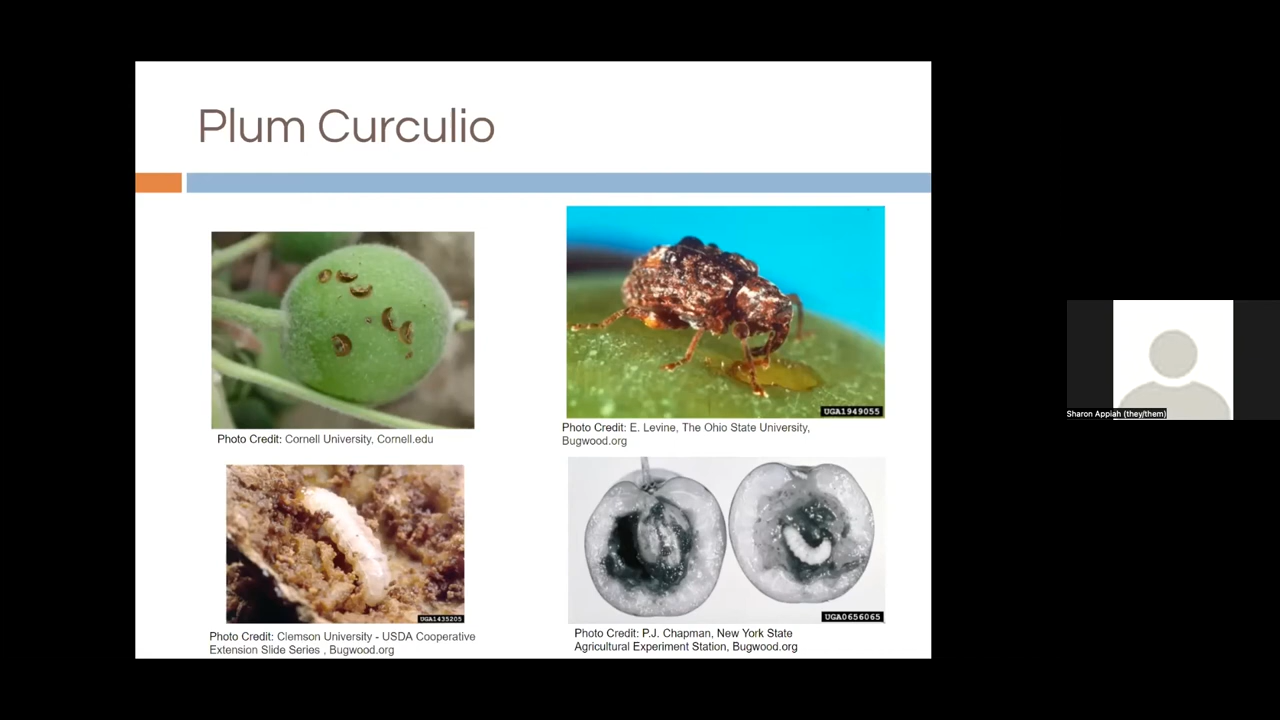 Plum Curculio
UGA1949055
Photo Credit: Cornell University, Cornell.edu
Photo Credit: E. Levine, The Ohio State University,
Bugwood.org
UGA1435205
UGA0656065
Photo Credit: Clemson University - USDA Cooperative
Extension Slide Series , Bugwood.org
Photo Credit: P.J. Chapman, New York State
Agricultural Experiment Station, Bugwood.org
Sharon Appiah (they/them)